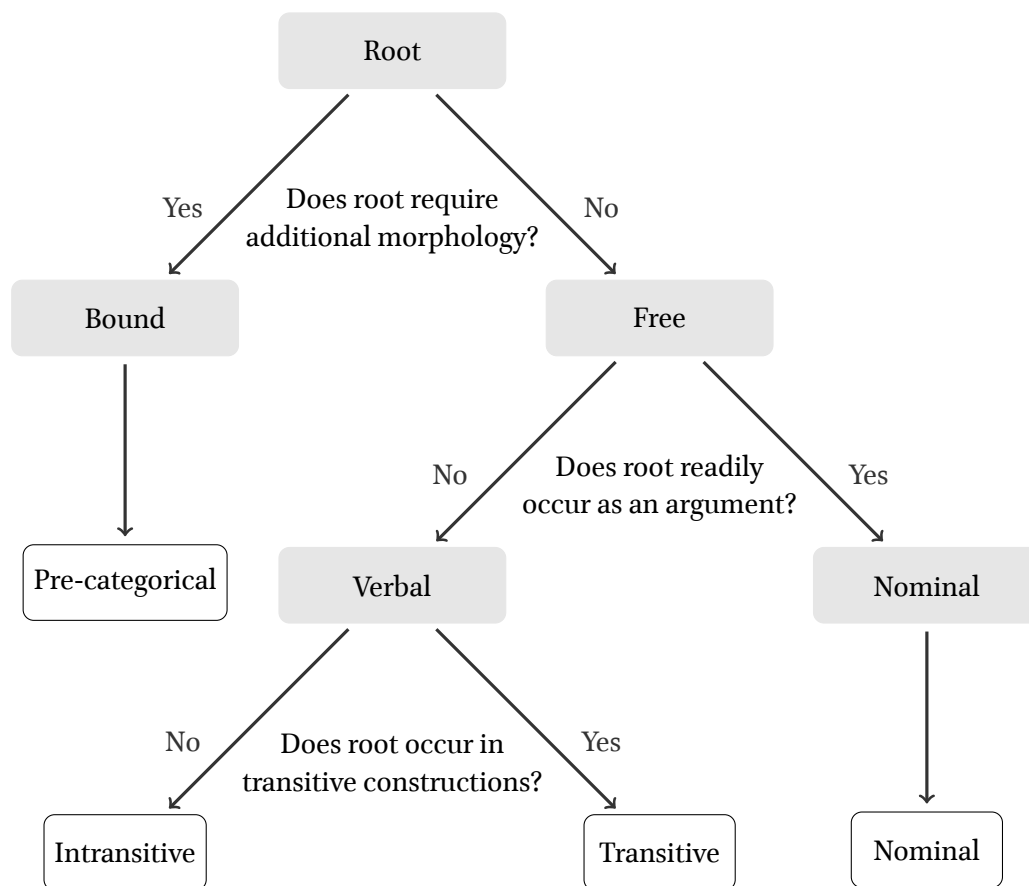 Root
Yes
Does root require
additional morphology?
No
Bound
Free
No
Does root readily
occur as an argument?
Yes
Pre-categorical
Verbal
Nominal
No
Does root occur in
transitive constructions?
Yes
Intransitive
Transitive
Nominal